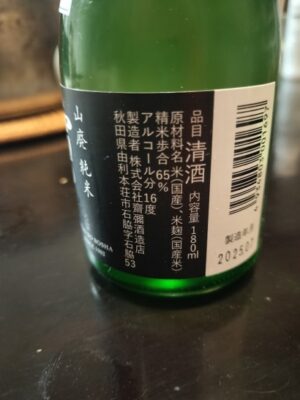 品目 清酒 内容量 180ml
原材料名 米(国産)、米麹(国産米)
精米歩合 65%
アルコール分 16度
製造者 株式会社齋彌酒造店
秋田県由利本荘市石脇字石脇53
山廃 純米
製造年月
2025.0